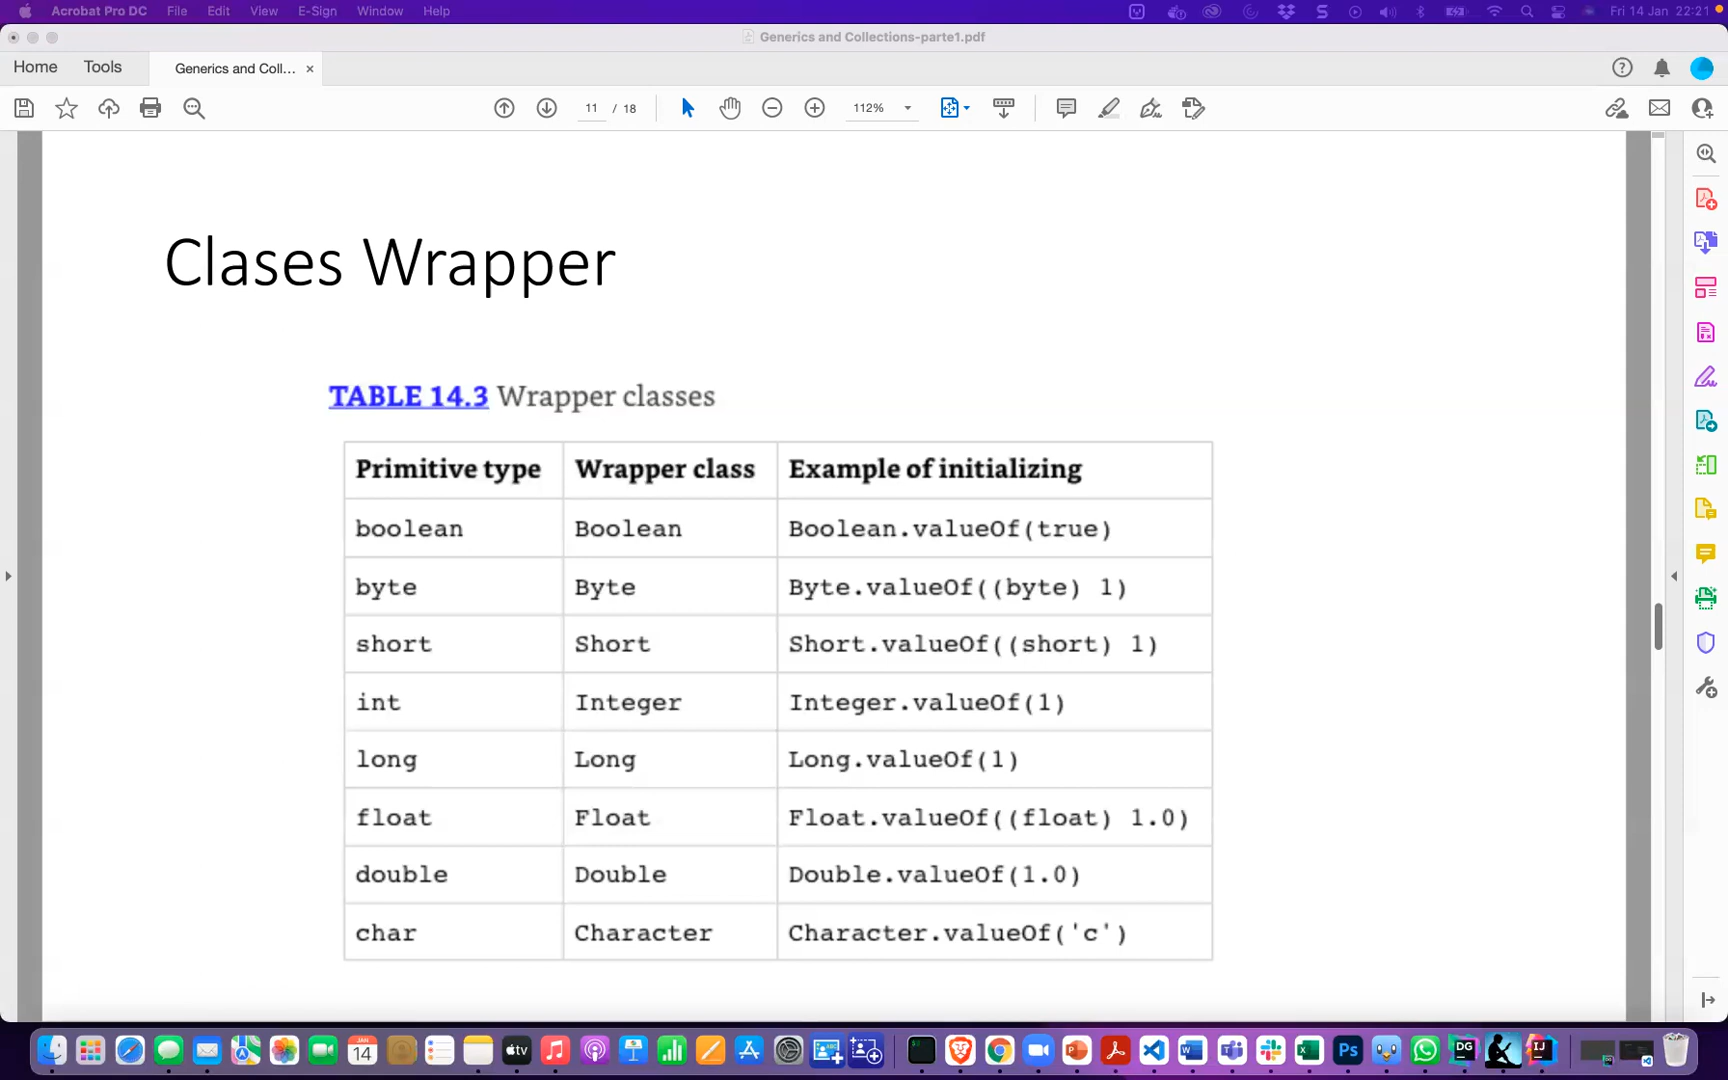 Acrobat Pro DC File Edit View E-Sign Window Help Fri 14 Jan 22:21
Generics and Collections-parte1.pdf
Home Tools Generics and Coll... ×
11 / 18 112%
Clases Wrapper
TABLE 14.3 Wrapper classes
Primitive type Wrapper class Example of initializing
boolean Boolean Boolean.valueOf(true)
byte Byte Byte.valueOf((byte) 1)
short Short Short.valueOf((short) 1)
int Integer Integer.valueOf(1)
long Long Long.valueOf(1)
float Float Float.valueOf((float) 1.0)
double Double Double.valueOf(1.0)
char Character Character.valueOf('c')
JAN
14
DG
IJ